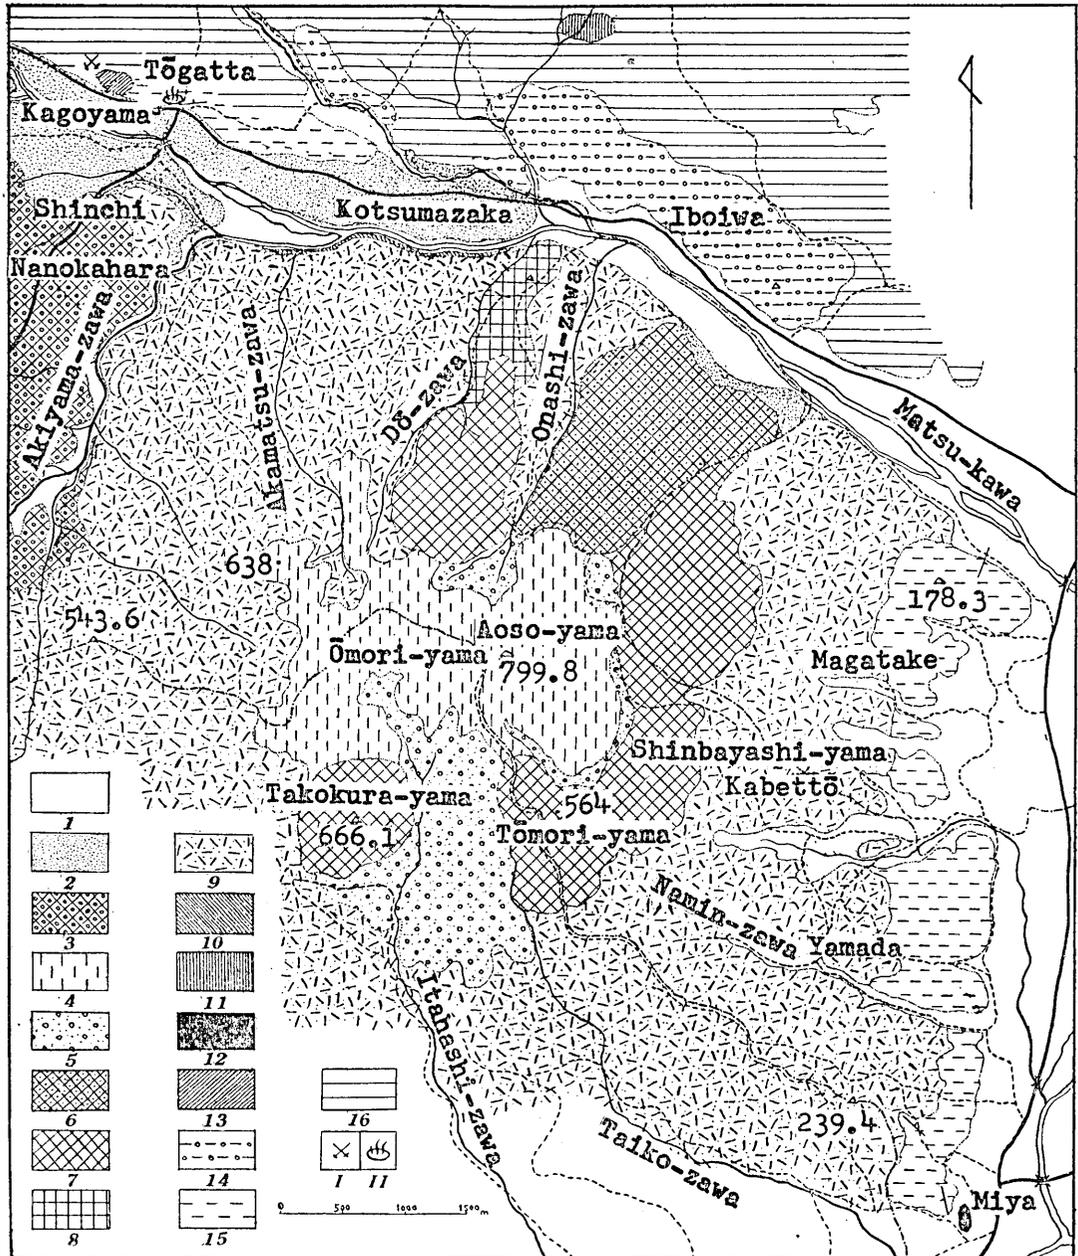 Tōgatta
Kagoyama
Kotsumazaka
Shinchi
Iboiwa
Nanokahara
Akiyama-zawa
Akamatsu-zawa
Dō-zawa
Onashi-zawa
Matsu-kawa
638
543.6
178.3
Aoso-yama
Ōmori-yama
799.8
Magatake
Shinbayashi-yama
Kabettō
Takokura-yama
564
666.1
Tōmori-yama
Namin-zawa
Yamada
Itahashi-zawa
239.4
Taiko-zawa
Miya
1
2
9
3
10
4
11
5
12
6
13
16
7
14
I
II
8
15
0 500 1000 1500m